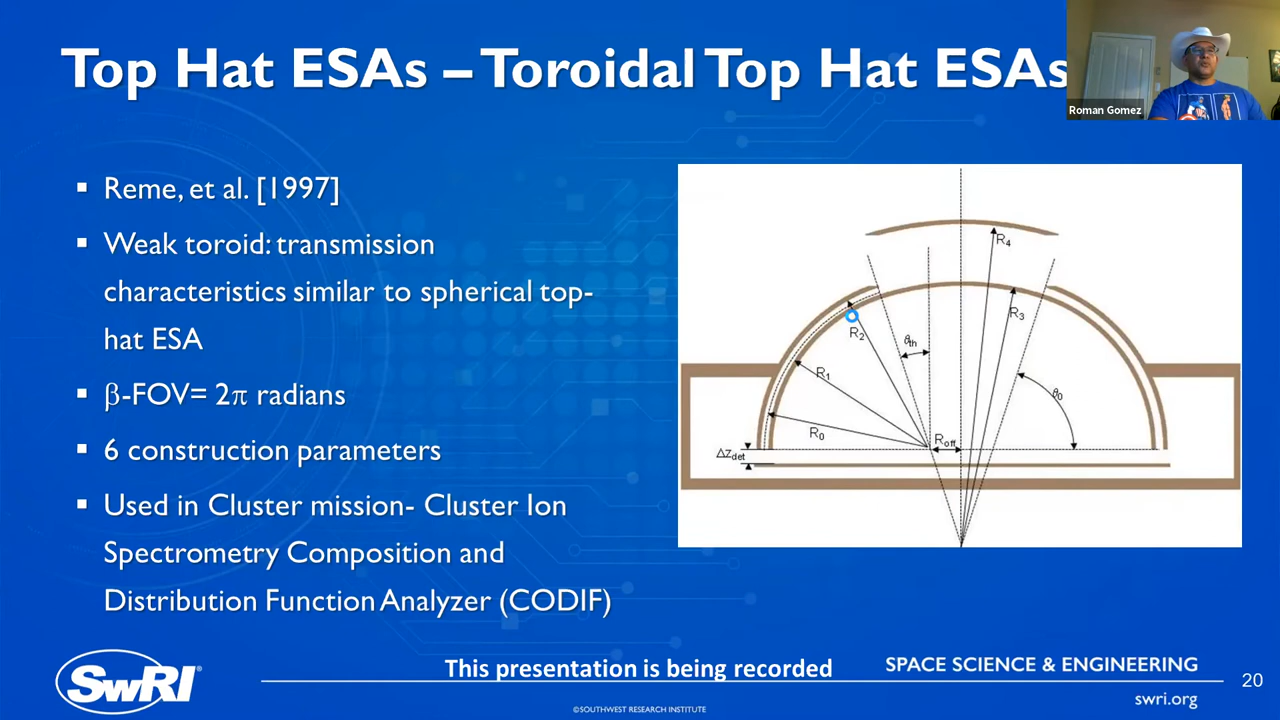 Top Hat ESAs – Toroidal Top Hat ESAs
Roman Gomez
▪ Reme, et al. [1997]
▪ Weak toroid: transmission
characteristics similar to spherical top-
hat ESA
▪ β-FOV= 2π radians
▪ 6 construction parameters
▪ Used in Cluster mission- Cluster Ion
Spectrometry Composition and
Distribution Function Analyzer (CODIF)
R4
R3
R2
θth
R1
θ0
R0
Roff
Δzdet
This presentation is being recorded
SwRI®
SPACE SCIENCE & ENGINEERING
swri.org
20
©SOUTHWEST RESEARCH INSTITUTE